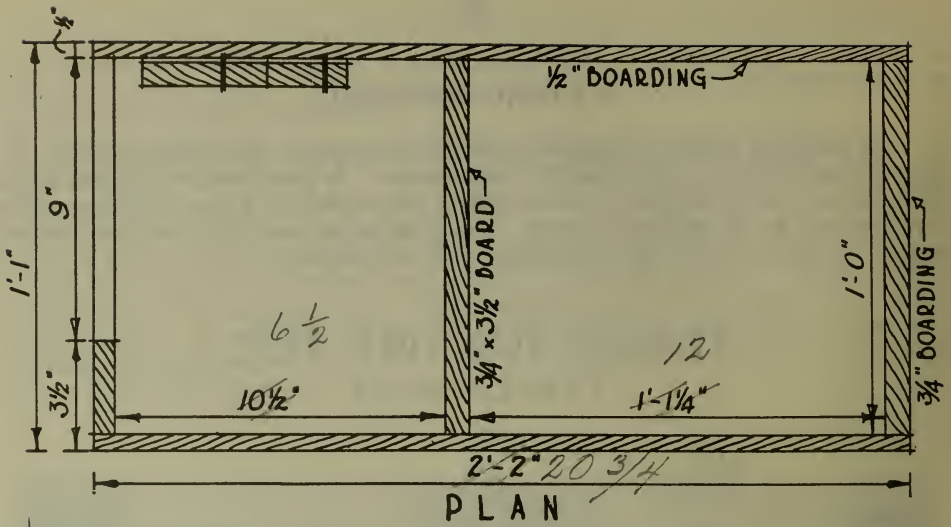 ½"
½" BOARDING
9"
1'-1"
3½"
¾" x 3½" BOARD
1'-0"
¾" BOARDING
6 ½
12
10½"
1'-1¼"
2'-2" 20 3/4
PLAN